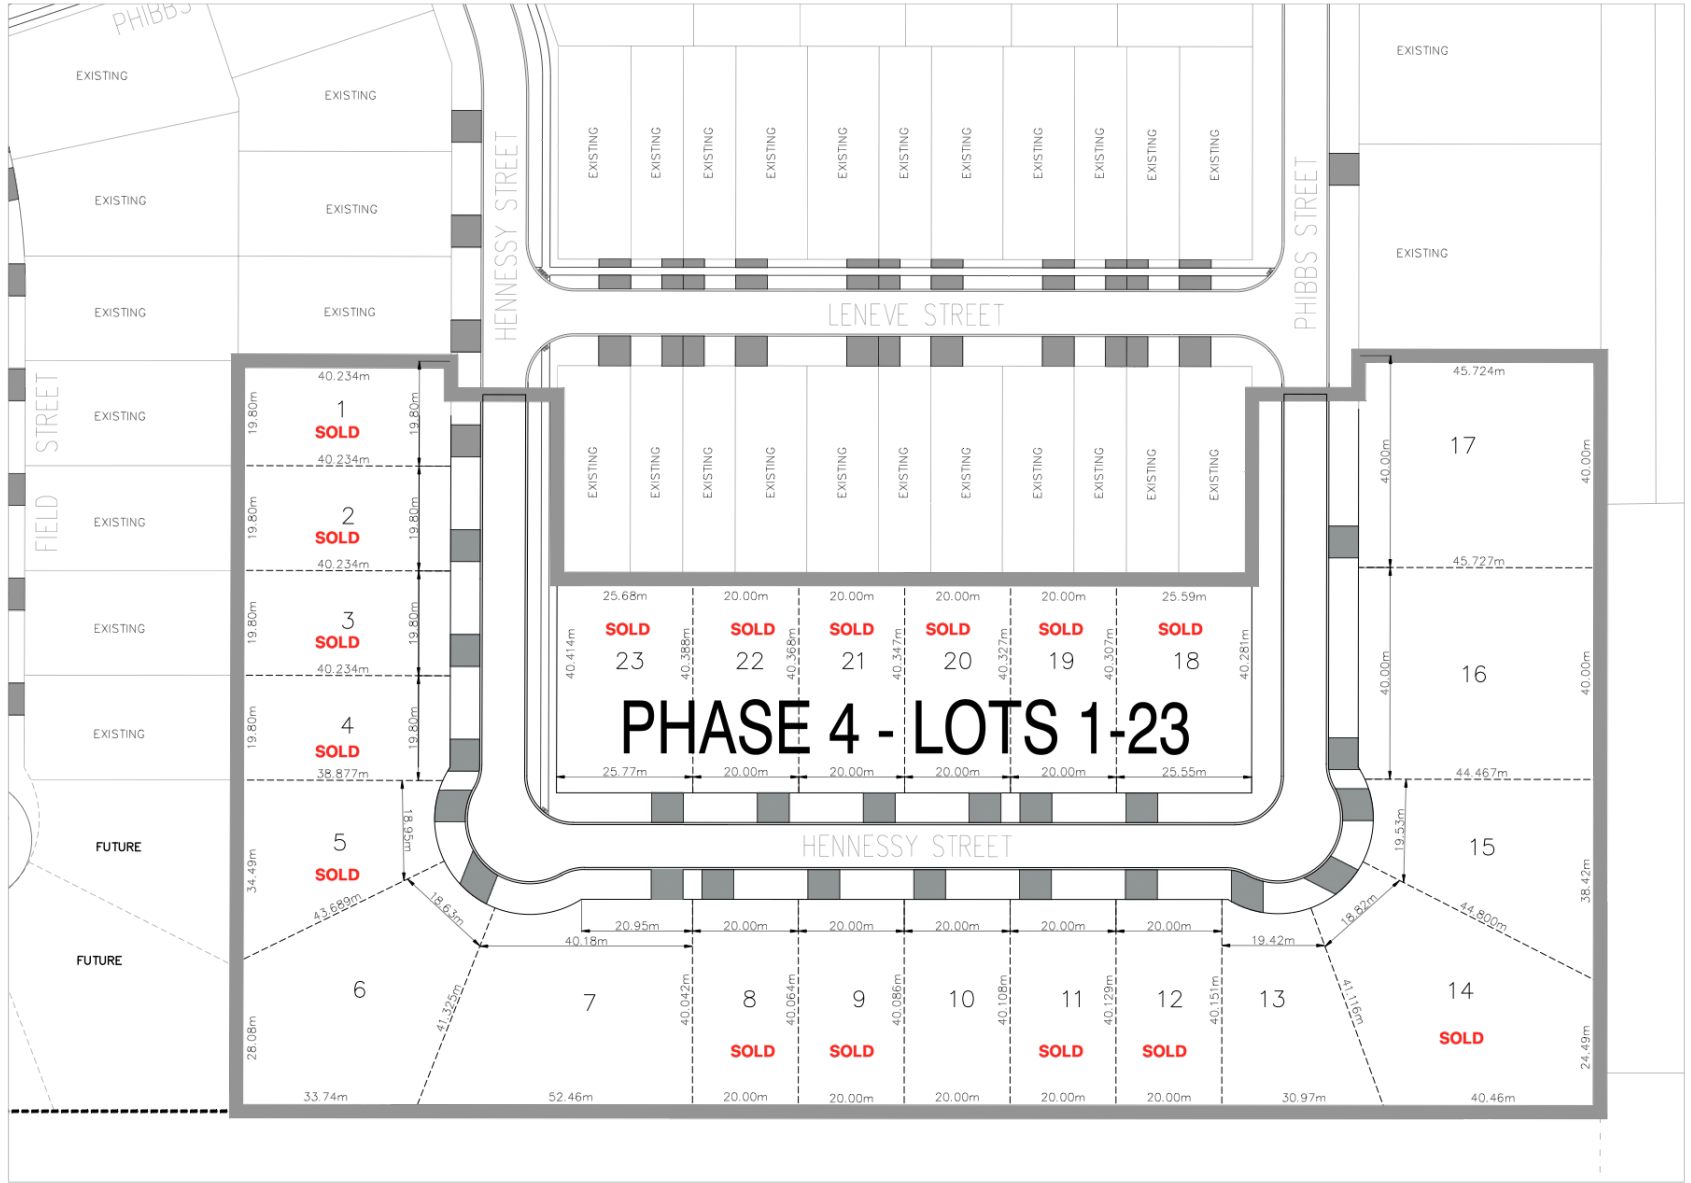 PHIBBS
EXISTING
EXISTING
EXISTING
EXISTING
EXISTING
EXISTING
EXISTING
EXISTING
EXISTING
EXISTING
EXISTING
FUTURE
FUTURE
FIELD STREET
HENNESSY STREET
EXISTING
EXISTING
EXISTING
EXISTING
EXISTING
EXISTING
EXISTING
EXISTING
EXISTING
EXISTING
PHIBBS STREET
EXISTING
EXISTING
LENEVE STREET
EXISTING
EXISTING
EXISTING
EXISTING
EXISTING
EXISTING
EXISTING
EXISTING
EXISTING
EXISTING
40.234m
19.80m
1
SOLD
19.80m
40.234m
19.80m
2
SOLD
19.80m
40.234m
19.80m
3
SOLD
19.80m
40.234m
19.80m
4
SOLD
19.80m
38.877m
5
SOLD
18.95m
34.49m
43.689m
18.63m
6
28.08m
41.325m
33.74m
20.95m
40.18m
7
52.46m
40.042m
20.00m
8
SOLD
20.00m
40.064m
20.00m
9
SOLD
20.00m
40.086m
20.00m
10
20.00m
40.108m
20.00m
11
SOLD
20.00m
40.129m
20.00m
12
SOLD
20.00m
40.151m
19.42m
13
30.97m
41.116m
18.82m
14
SOLD
24.49m
40.46m
44.800m
19.53m
15
38.42m
44.467m
40.00m
16
40.00m
45.727m
40.00m
17
40.00m
45.724m
25.68m
20.00m
20.00m
20.00m
20.00m
25.59m
SOLD
SOLD
SOLD
SOLD
SOLD
SOLD
40.414m
23
40.388m
22
40.368m
21
40.347m
20
40.327m
19
40.307m
18
40.281m
PHASE 4 - LOTS 1-23
25.77m
20.00m
20.00m
20.00m
20.00m
25.55m
HENNESSY STREET